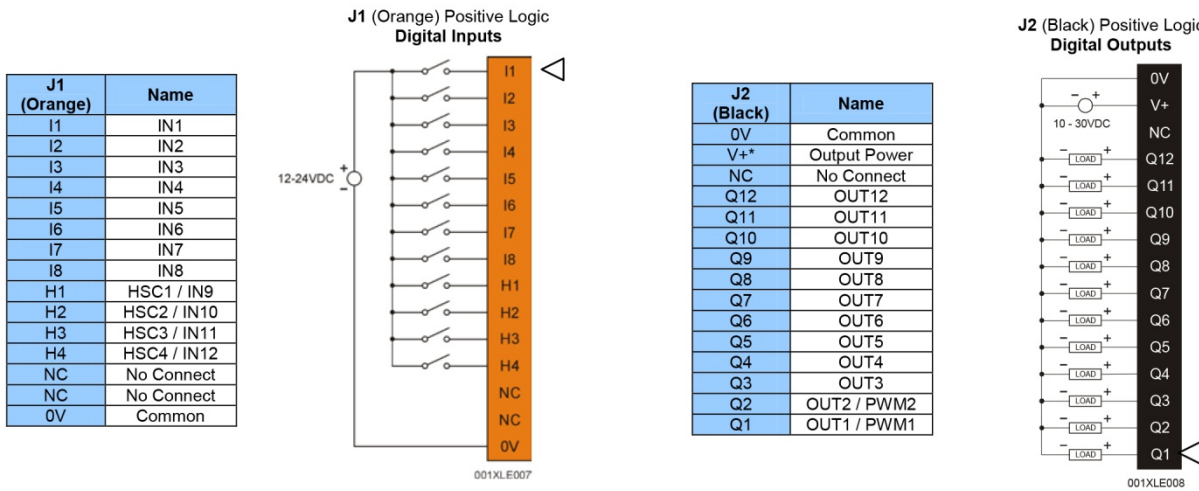 J1 (Orange) Positive Logic
Digital Inputs
J1 (Orange) Name
I1 IN1
I2 IN2
I3 IN3
I4 IN4
I5 IN5
I6 IN6
I7 IN7
I8 IN8
H1 HSC1 / IN9
H2 HSC2 / IN10
H3 HSC3 / IN11
H4 HSC4 / IN12
NC No Connect
NC No Connect
0V Common
12-24VDC + -
I1
I2
I3
I4
I5
I6
I7
I8
H1
H2
H3
H4
NC
NC
0V
001XLE007
J2 (Black) Name
0V Common
V+* Output Power
NC No Connect
Q12 OUT12
Q11 OUT11
Q10 OUT10
Q9 OUT9
Q8 OUT8
Q7 OUT7
Q6 OUT6
Q5 OUT5
Q4 OUT4
Q3 OUT3
Q2 OUT2 / PWM2
Q1 OUT1 / PWM1
J2 (Black) Positive Logic
Digital Outputs
0V
- + V+
10 - 30VDC
NC
- LOAD + Q12
- LOAD + Q11
- LOAD + Q10
- LOAD + Q9
- LOAD + Q8
- LOAD + Q7
- LOAD + Q6
- LOAD + Q5
- LOAD + Q4
- LOAD + Q3
- LOAD + Q2
- LOAD + Q1
001XLE008